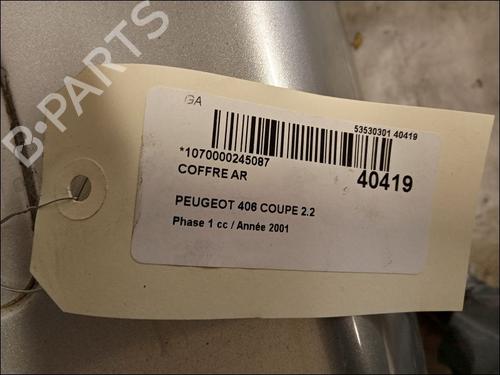 B-PARTS
GA
53530301 40419
*1070000245087
COFFRE AR
40419
PEUGEOT 406 COUPE 2.2
Phase 1 cc / Année 2001